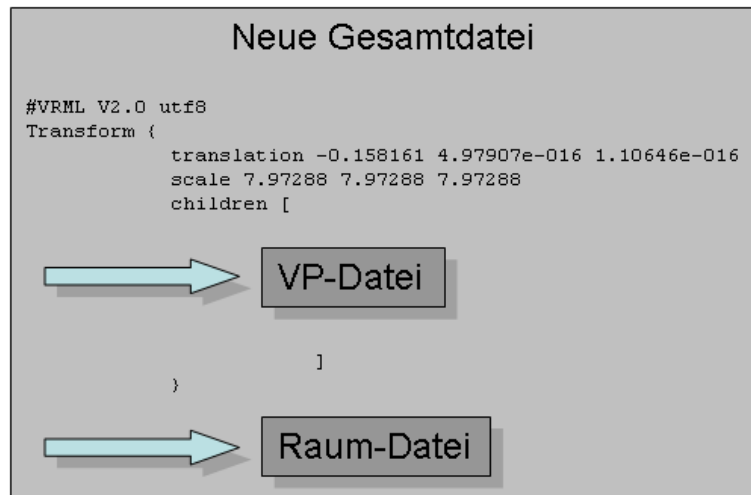 Neue Gesamtdatei
#VRML V2.0 utf8
Transform {
translation -0.158161 4.97907e-016 1.10646e-016
scale 7.97288 7.97288 7.97288
children [
VP-Datei
]
}
Raum-Datei